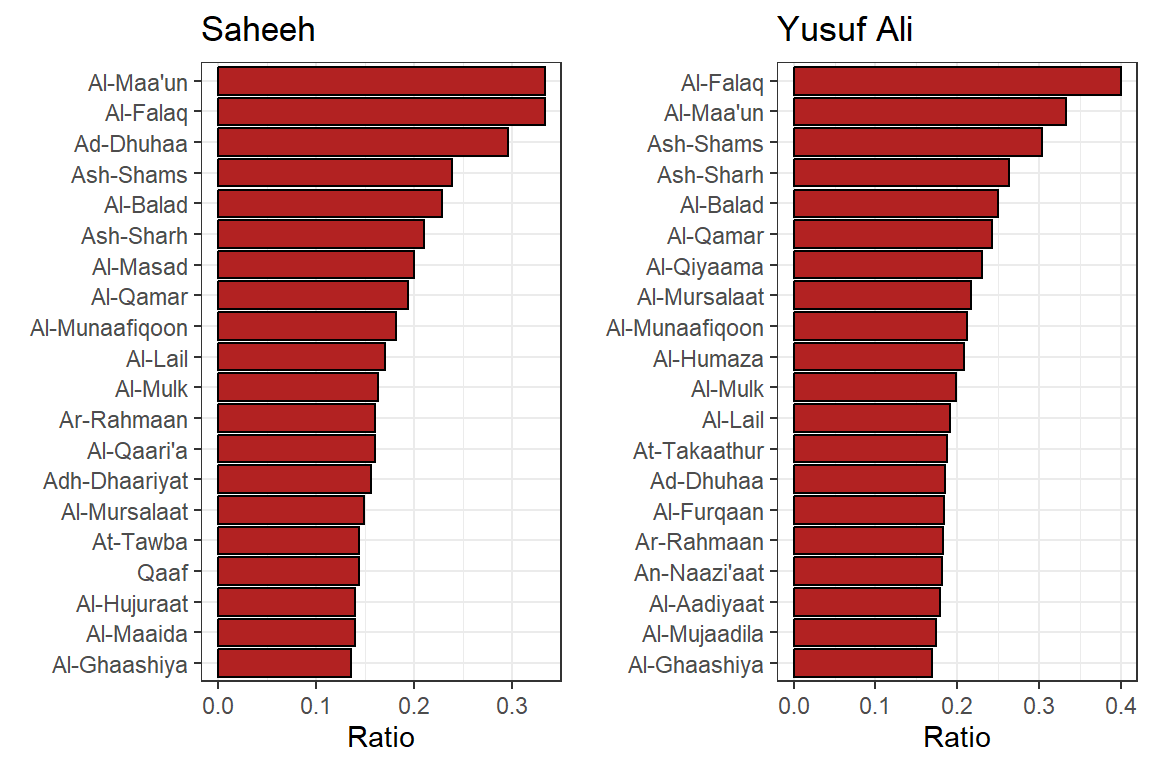 Saheeh
Al-Maa'un
Al-Falaq
Ad-Dhuhaa
Ash-Shams
Al-Balad
Ash-Sharh
Al-Masad
Al-Qamar
Al-Munaafiqoon
Al-Lail
Al-Mulk
Ar-Rahmaan
Al-Qaari'a
Adh-Dhaariyat
Al-Mursalaat
At-Tawba
Qaaf
Al-Hujuraat
Al-Maaida
Al-Ghaashiya
0.0 0.1 0.2 0.3
Ratio
Yusuf Ali
Al-Falaq
Al-Maa'un
Ash-Shams
Ash-Sharh
Al-Balad
Al-Qamar
Al-Qiyaama
Al-Mursalaat
Al-Munaafiqoon
Al-Humaza
Al-Mulk
Al-Lail
At-Takaathur
Ad-Dhuhaa
Al-Furqaan
Ar-Rahmaan
An-Naazi'aat
Al-Aadiyaat
Al-Mujaadila
Al-Ghaashiya
0.0 0.1 0.2 0.3 0.4
Ratio